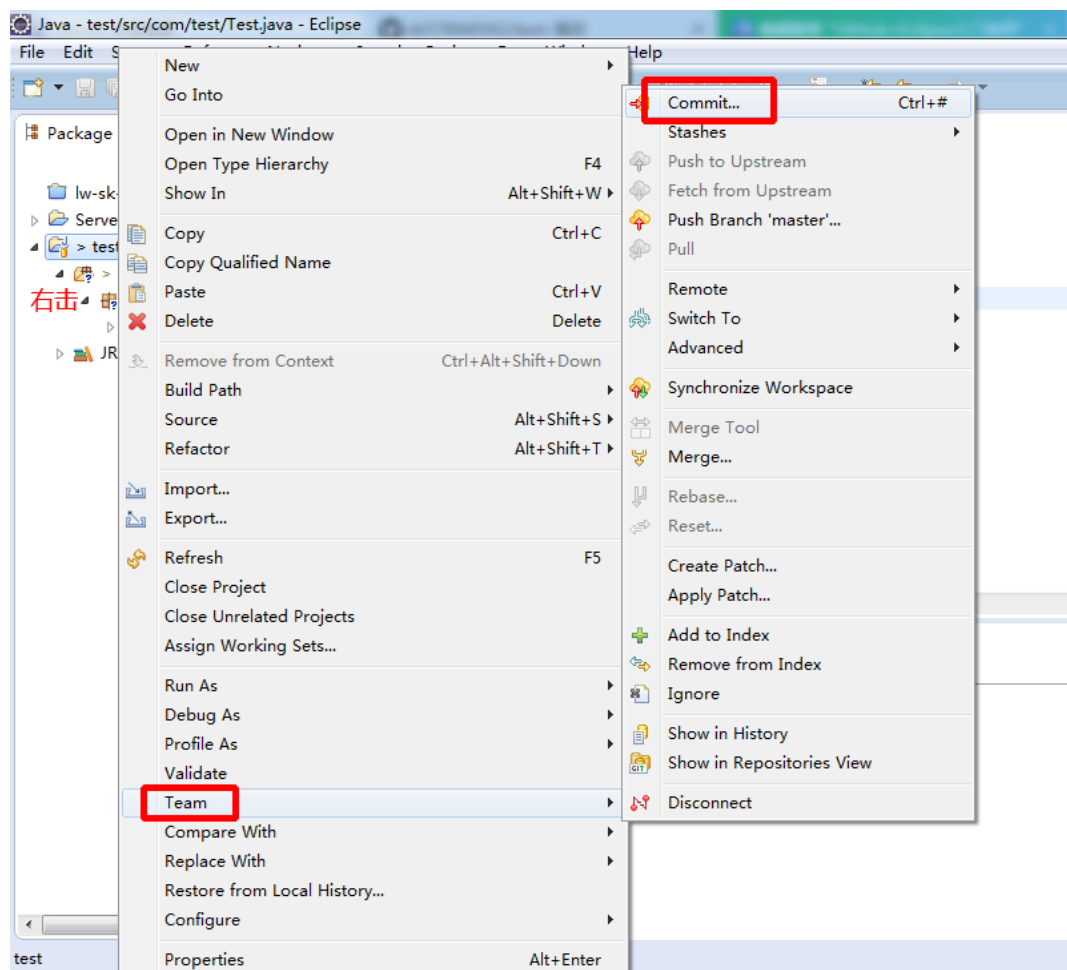 Java - test/src/com/test/Test.java - Eclipse
File Edit Help
Package
lw-sk-
Serve
> test
>
右击
JR
New
Go Into
Open in New Window
Open Type Hierarchy F4
Show In Alt+Shift+W
Copy Ctrl+C
Copy Qualified Name
Paste Ctrl+V
Delete Delete
Remove from Context Ctrl+Alt+Shift+Down
Build Path
Source Alt+Shift+S
Refactor Alt+Shift+T
Import...
Export...
Refresh F5
Close Project
Close Unrelated Projects
Assign Working Sets...
Run As
Debug As
Profile As
Validate
Team
Compare With
Replace With
Restore from Local History...
Configure
Properties Alt+Enter
Commit... Ctrl+#
Stashes
Push to Upstream
Fetch from Upstream
Push Branch 'master'...
Pull
Remote
Switch To
Advanced
Synchronize Workspace
Merge Tool
Merge...
Rebase...
Reset...
Create Patch...
Apply Patch...
Add to Index
Remove from Index
Ignore
Show in History
GIT Show in Repositories View
Disconnect
test